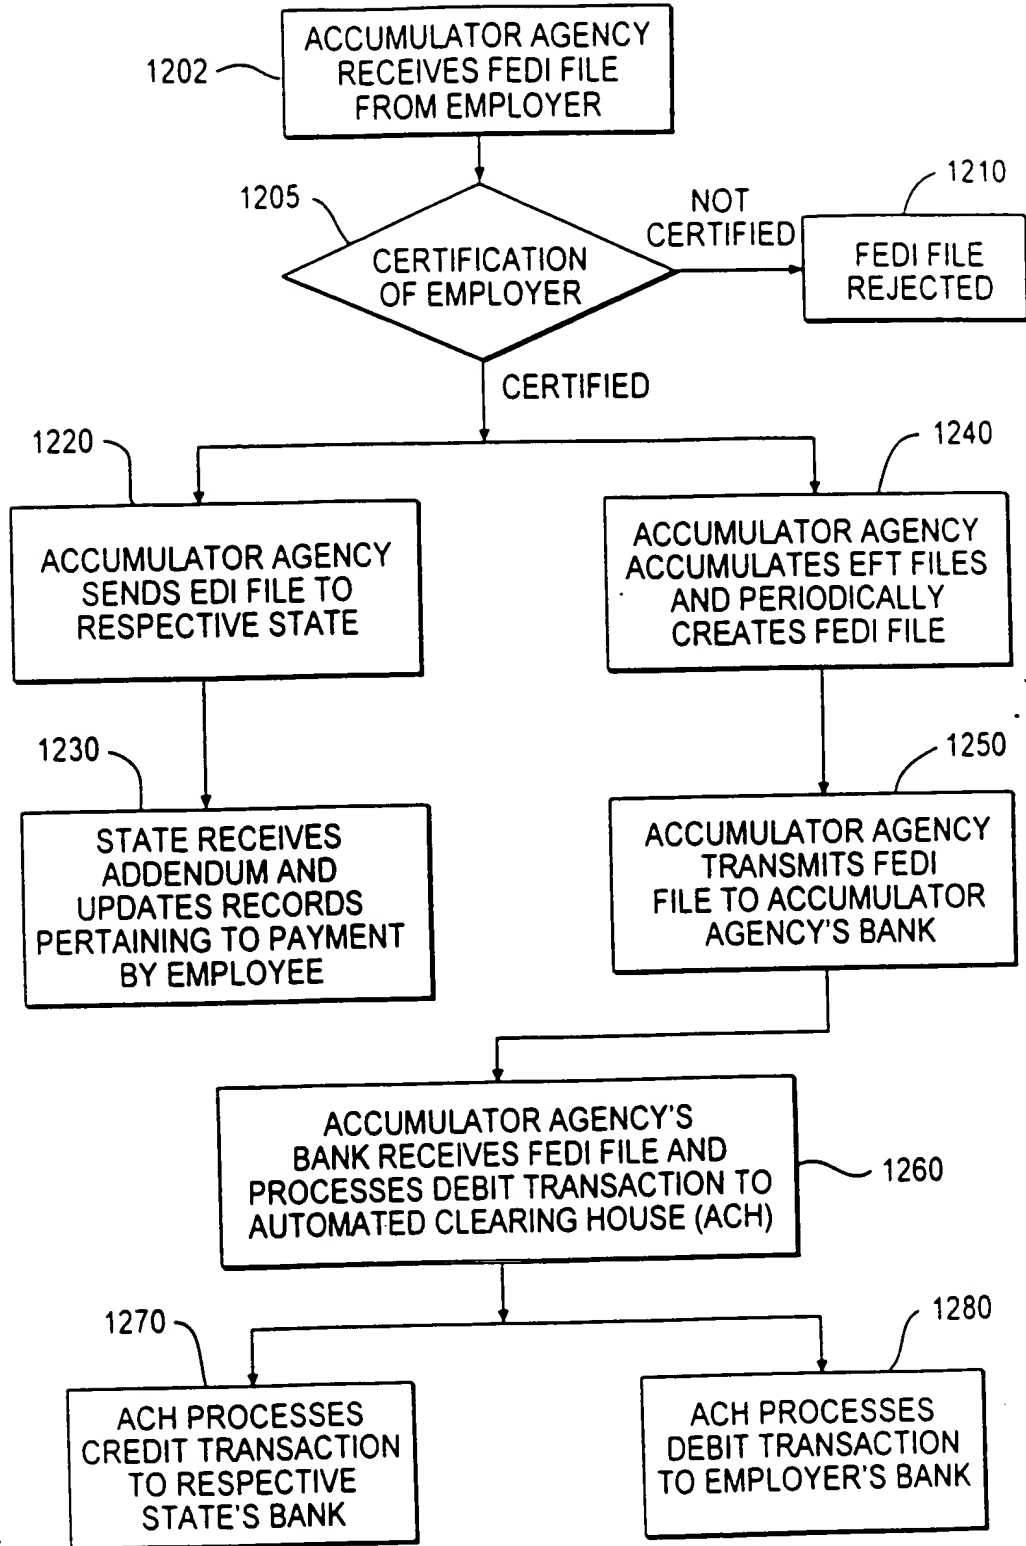 ACCUMULATOR AGENCY
RECEIVES FEDI FILE
FROM EMPLOYER
1202
1205
CERTIFICATION
OF EMPLOYER
NOT
CERTIFIED
1210
FEDI FILE
REJECTED
CERTIFIED
1220
ACCUMULATOR AGENCY
SENDS EDI FILE TO
RESPECTIVE STATE
1240
ACCUMULATOR AGENCY
ACCUMULATES EFT FILES
AND PERIODICALLY
CREATES FEDI FILE
1230
STATE RECEIVES
ADDENDUM AND
UPDATES RECORDS
PERTAINING TO PAYMENT
BY EMPLOYEE
1250
ACCUMULATOR AGENCY
TRANSMITS FEDI
FILE TO ACCUMULATOR
AGENCY'S BANK
ACCUMULATOR AGENCY'S
BANK RECEIVES FEDI FILE AND
PROCESSES DEBIT TRANSACTION TO
AUTOMATED CLEARING HOUSE (ACH)
1260
1270
ACH PROCESSES
CREDIT TRANSACTION
TO RESPECTIVE
STATE'S BANK
1280
ACH PROCESSES
DEBIT TRANSACTION
TO EMPLOYER'S BANK